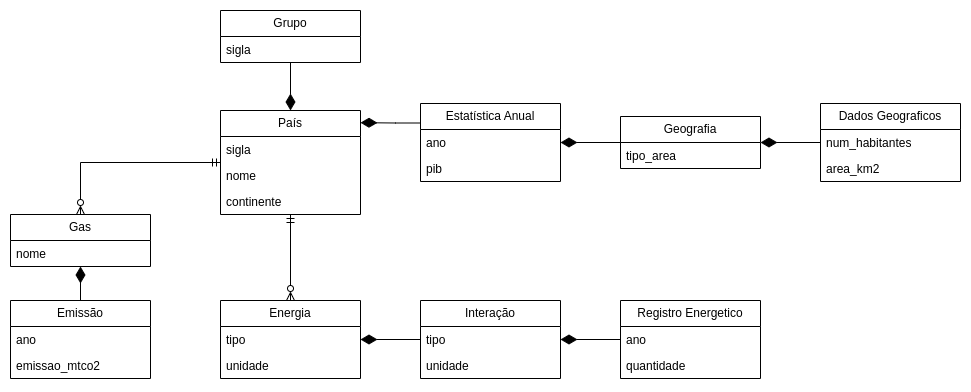 Grupo
sigla
País
sigla
nome
continente
Estatística Anual
ano
pib
Geografia
tipo_area
Dados Geograficos
num_habitantes
area_km2
Gas
nome
Emissão
ano
emissao_mtco2
Energia
tipo
unidade
Interação
tipo
unidade
Registro Energetico
ano
quantidade